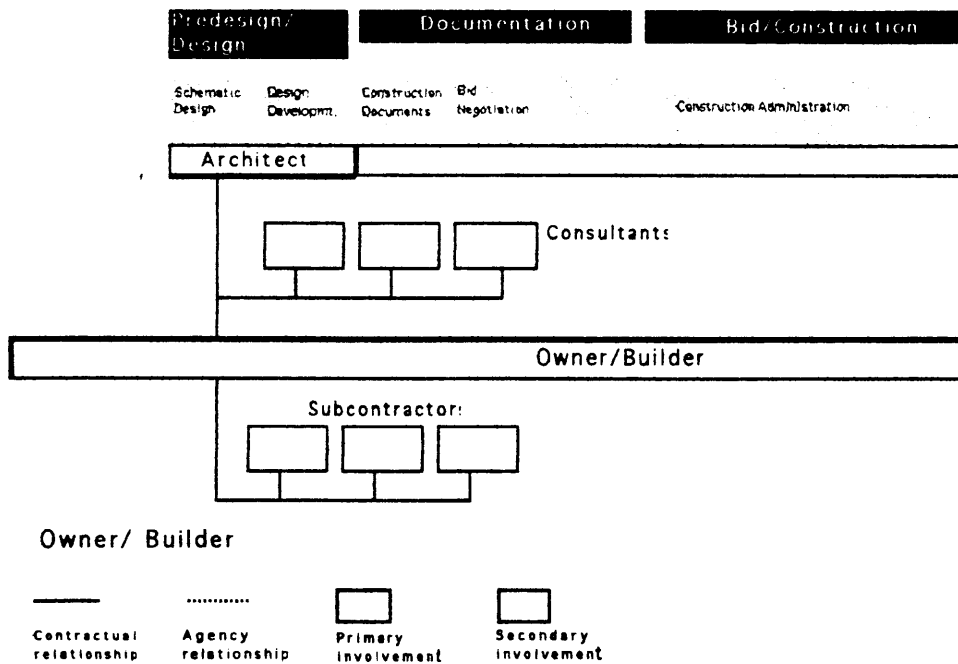 Predesign/
Design
Documentation
Bid/Construction
Schematic
Design
Design
Developmt.
Construction
Documents
Bid
Negotiation
Construction Administration
Architect
Consultants
Owner/Builder
Subcontractors
Owner/ Builder
Contractual
relationship
Agency
relationship
Primary
involvement
Secondary
involvement